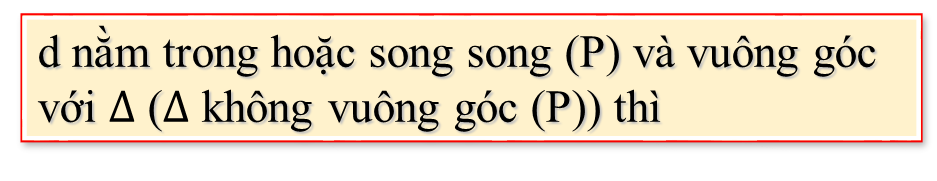 d nằm trong hoặc song song (P) và vuông góc
với Δ (Δ không vuông góc (P)) thì